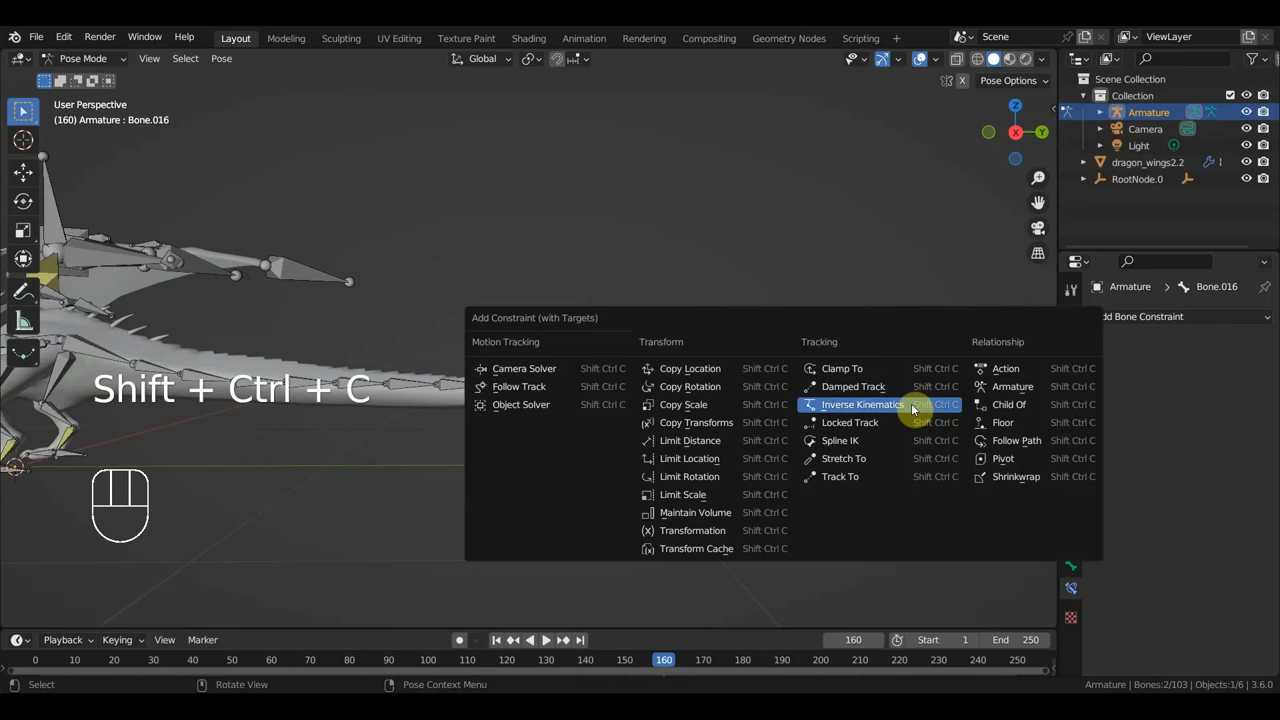 File Edit Render Window Help Layout Modeling Sculpting UV Editing Texture Paint Shading Animation Rendering Compositing Geometry Nodes Scripting + Scene ViewLayer
Pose Mode View Select Pose Global
X Pose Options
User Perspective
(160) Armature : Bone.016
Z
X
Y
Scene Collection
Collection
Armature
Camera
Light
dragon_wings2.2 1
RootNode.0
Armature > Bone.016
dd Bone Constraint
Add Constraint (with Targets)
Motion Tracking Transform Tracking Relationship
Camera Solver Shift Ctrl C Copy Location Shift Ctrl C Clamp To Shift Ctrl C Action Shift Ctrl C
Follow Track Shift Ctrl C Copy Rotation Shift Ctrl C Damped Track Shift Ctrl C Armature Shift Ctrl C
Object Solver Shift Ctrl C Copy Scale Shift Ctrl C Inverse Kinematics Shift Ctrl C Child Of Shift Ctrl C
Copy Transforms Shift Ctrl C Locked Track Shift Ctrl C Floor Shift Ctrl C
Limit Distance Shift Ctrl C Spline IK Shift Ctrl C Follow Path Shift Ctrl C
Limit Location Shift Ctrl C Stretch To Shift Ctrl C Pivot Shift Ctrl C
Limit Rotation Shift Ctrl C Track To Shift Ctrl C Shrinkwrap Shift Ctrl C
Limit Scale Shift Ctrl C
Maintain Volume Shift Ctrl C
Transformation Shift Ctrl C
Transform Cache Shift Ctrl C
Shift + Ctrl + C
Playback Keying View Marker 160 Start 1 End 250
0 10 20 30 40 50 60 70 80 90 100 110 120 130 140 150 160 170 180 190 200 210 220 230 240 250
Select Rotate View Pose Context Menu Armature | Bones:2/103 | Objects:1/6 | 3.6.0